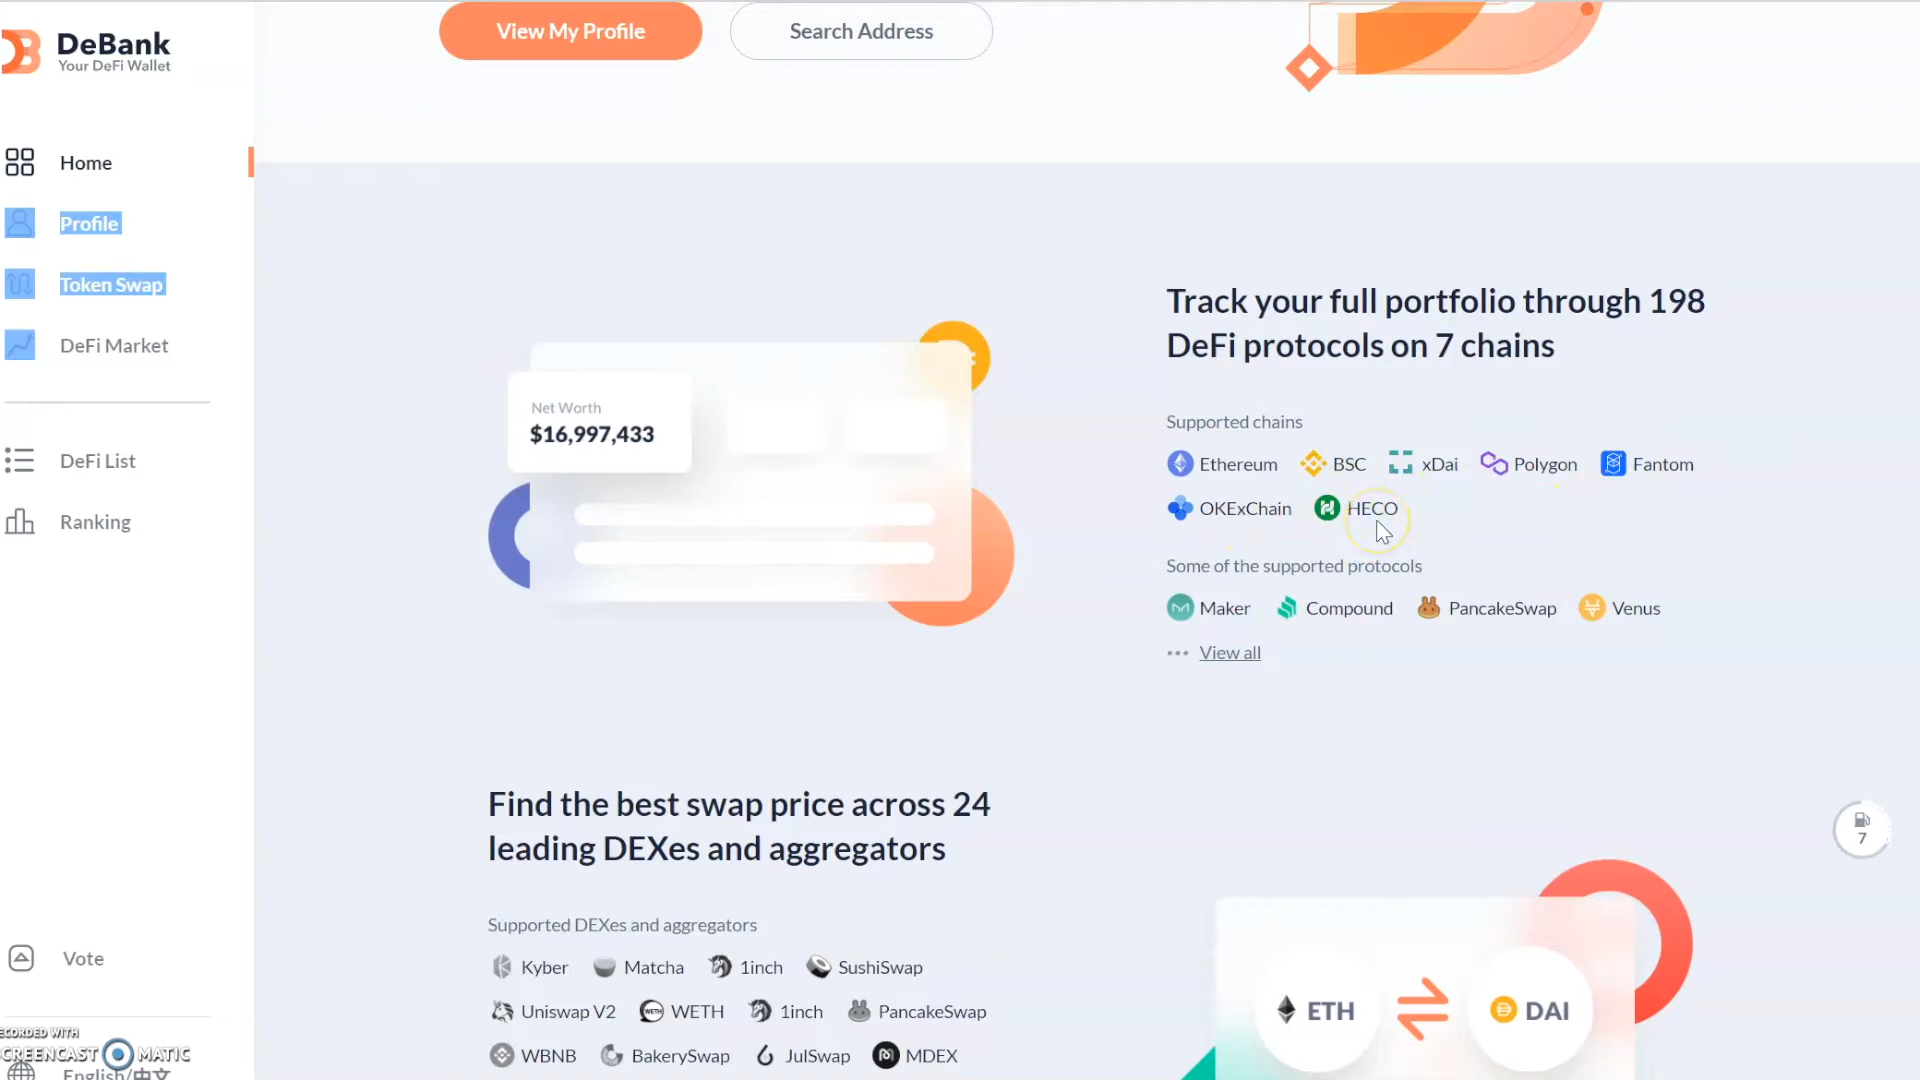 DeBank
Your DeFi Wallet
Home
Profile
Token Swap
DeFi Market
DeFi List
Ranking
Vote
RECORDED WITH
SCREENCAST MATIC
English/中文
View My Profile
Search Address
Net Worth
$16,997,433
Track your full portfolio through 198
DeFi protocols on 7 chains
Supported chains
Ethereum BSC xDai Polygon Fantom
OKExChain HECO
Some of the supported protocols
Maker Compound PancakeSwap Venus
••• View all
Find the best swap price across 24
leading DEXes and aggregators
Supported DEXes and aggregators
Kyber Matcha 1inch SushiSwap
Uniswap V2 WETH 1inch PancakeSwap
WBNB BakerySwap JulSwap MDEX
ETH DAI
7